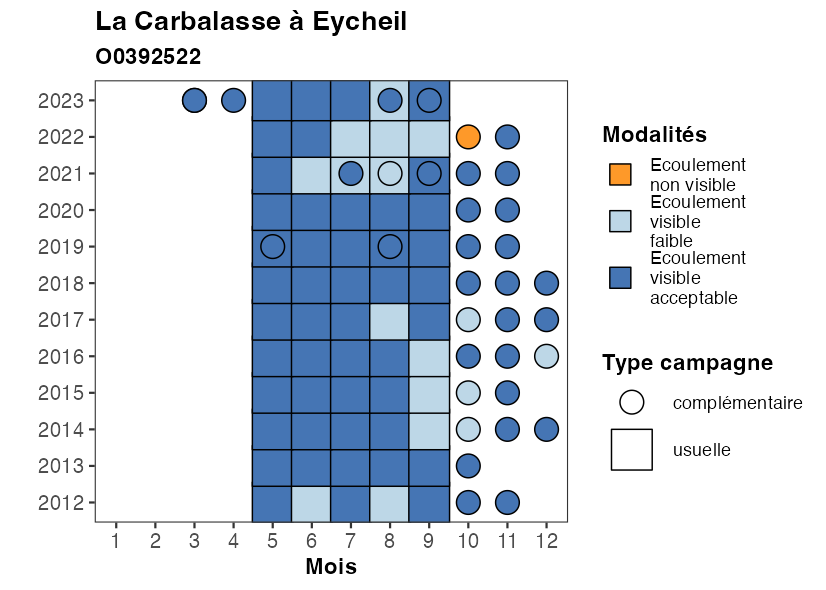 La Carbalasse à Eycheil
O0392522
2023
2022
2021
2020
2019
2018
2017
2016
2015
2014
2013
2012
1 2 3 4 5 6 7 8 9 10 11 12
Mois
Modalités
Ecoulement
non visible
Ecoulement
visible
faible
Ecoulement
visible
acceptable
Type campagne
complémentaire
usuelle